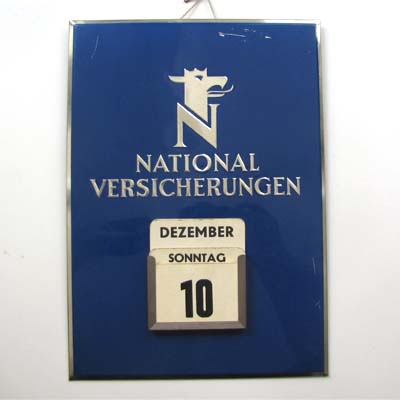 N
NATIONAL
VERSICHERUNGEN
DEZEMBER
SONNTAG
10